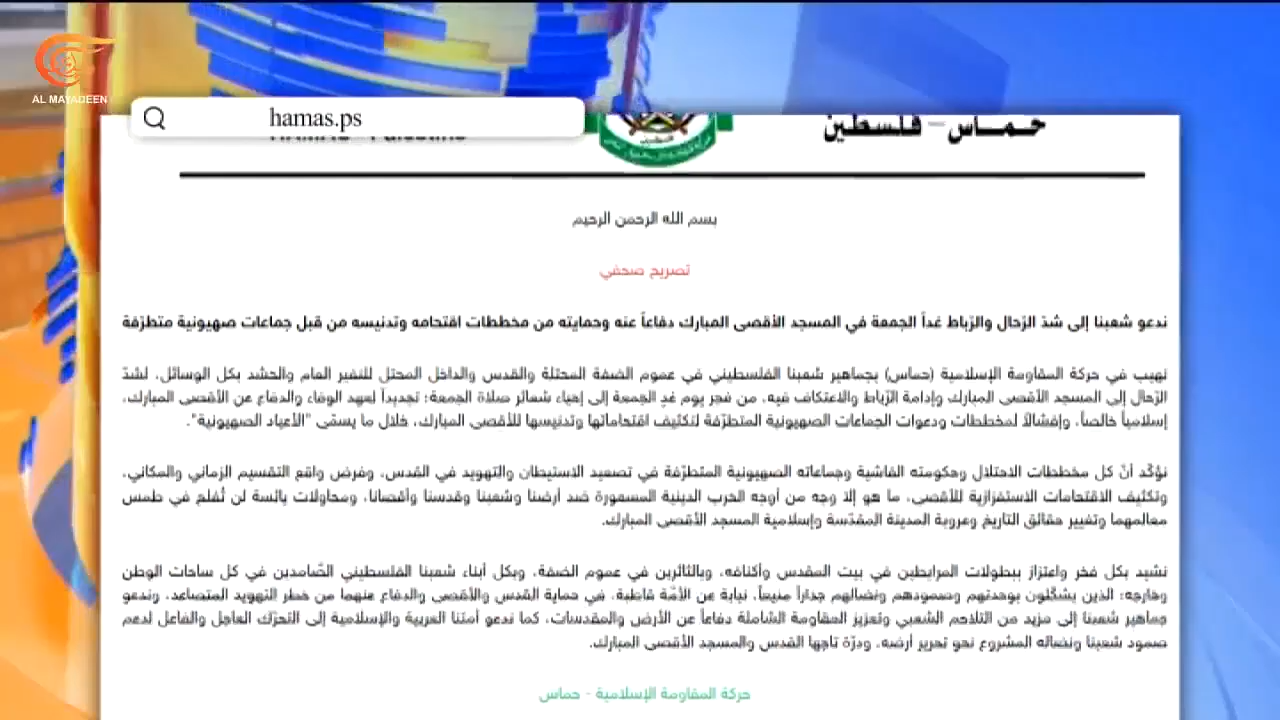 AL MAYADEEN
hamas.ps
حـمــاس – فلسطين
بسم الله الرحمن الرحيم
تصريح صحفي
ندعو شعبنا إلى شدّ الرّحال والرّباط غداً الجمعة في المسجد الأقصى المبارك دفاعاً عنه وحمايته من مخططات اقتحامه وتدنيسه من قبل جماعات صهيونية متطرّفة
نهيب في حركة المقاومة الإسلامية (حماس) بجماهير شعبنا الفلسطيني في عموم الضفة المحتلة والقدس والداخل المحتل للنفير العام والحشد بكل الوسائل، لشدّ
الرّحال إلى المسجد الأقصى المبارك وإدامة الرّباط والاعتكاف فيه، من فجر يوم غدٍ الجمعة إلى إحياء شعائر صلاة الجمعة؛ تجديداً لعهد الوفاء والدفاع عن الأقصى المبارك،
إسلامياً خالصاً، وإفشالاً لمخططات ودعوات الجماعات الصهيونية المتطرّفة لتكثيف اقتحاماتها وتدنيسها للأقصى المبارك، خلال ما يسمّى "الأعياد الصهيونية".
نؤكّد أنّ كل مخططات الاحتلال وحكومته الفاشية وجماعاته الصهيونية المتطرّفة في تصعيد الاستيطان والتهويد في القدس، وفرض واقع التقسيم الزماني والمكاني،
وتكثيف الاقتحامات الاستفزازية للأقصى، ما هو إلا وجه من أوجه الحرب الدينية المسعورة ضد أرضنا وشعبنا وقدسنا وأقصانا، ومحاولات يائسة لن تُفلح في طمس
معالمهما وتغيير حقائق التاريخ وعروبة المدينة المقدّسة وإسلامية المسجد الأقصى المبارك.
نشيد بكل فخر واعتزاز ببطولات المرابطين في بيت المقدس وأكنافه، وبالثائرين في عموم الضفة، وبكل أبناء شعبنا الفلسطيني الصّامدين في كل ساحات الوطن
وخارجه؛ الذين يشكّلون بوحدتهم وصمودهم ونضالهم جداراً منيعاً، نيابة عن الأمّة قاطبة، في حماية القدس والأقصى والدفاع عنهما من خطر التهويد المتصاعد، وندعو
جماهير شعبنا إلى مزيد من التلاحم الشعبي وتعزيز المقاومة الشاملة دفاعاً عن الأرض والمقدسات، كما ندعو أمتنا العربية والإسلامية إلى التحرّك العاجل والفاعل لدعم
صمود شعبنا ونضاله المشروع نحو تحرير أرضه، ودرّة تاجها القدس والمسجد الأقصى المبارك.
حركة المقاومة الإسلامية - حماس